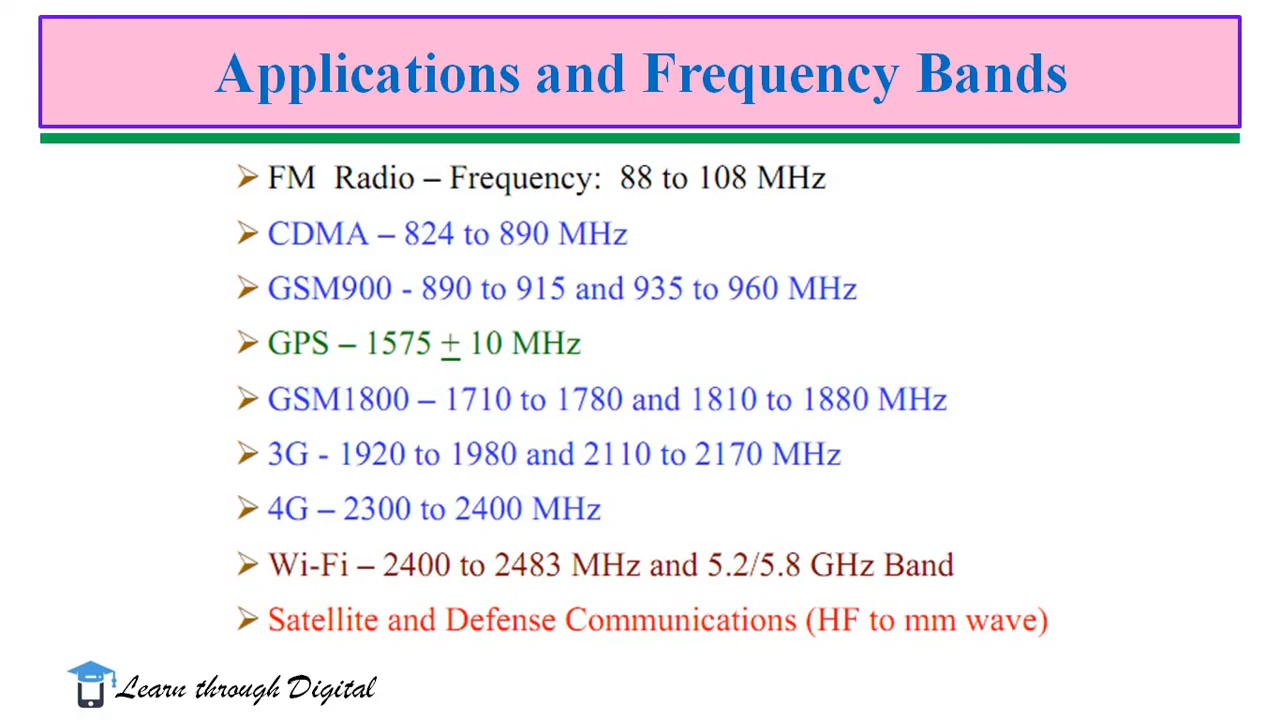 Applications and Frequency Bands
➢ FM Radio – Frequency: 88 to 108 MHz
➢ CDMA – 824 to 890 MHz
➢ GSM900 - 890 to 915 and 935 to 960 MHz
➢ GPS – 1575 ± 10 MHz
➢ GSM1800 – 1710 to 1780 and 1810 to 1880 MHz
➢ 3G - 1920 to 1980 and 2110 to 2170 MHz
➢ 4G – 2300 to 2400 MHz
➢ Wi-Fi – 2400 to 2483 MHz and 5.2/5.8 GHz Band
➢ Satellite and Defense Communications (HF to mm wave)
Learn through Digital